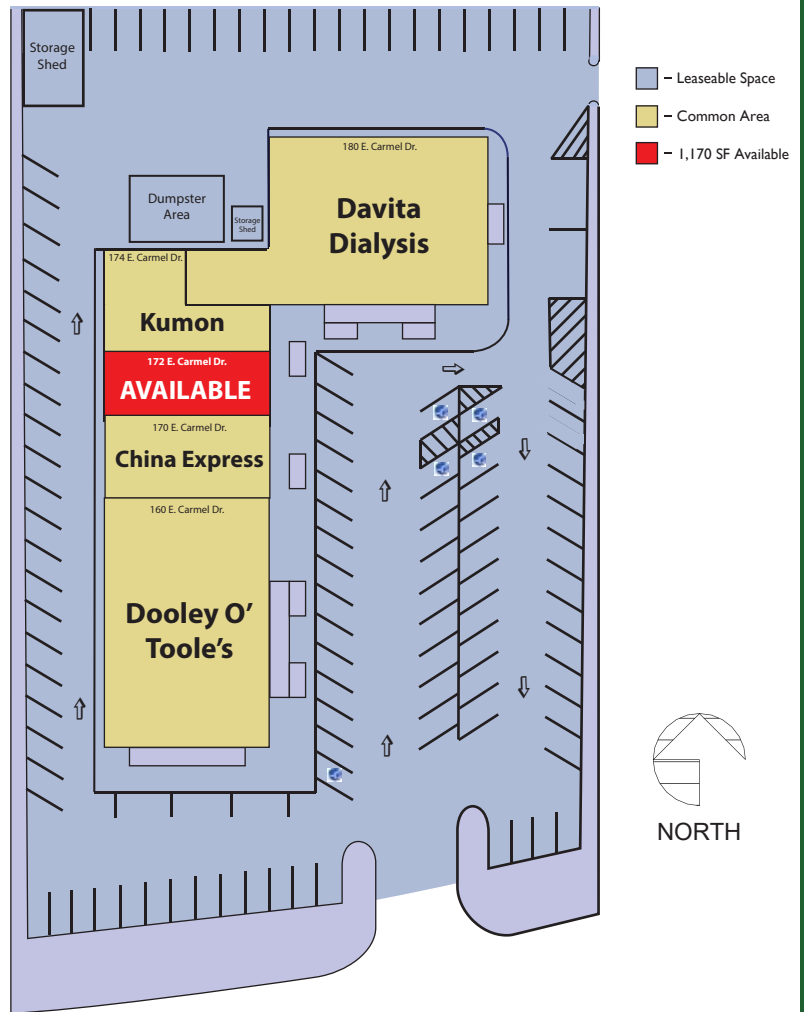 Storage
Shed
– Leaseable Space
– Common Area
– 1,170 SF Available
180 E. Carmel Dr.
Davita
Dialysis
Dumpster
Area
Storage
Shed
174 E. Carmel Dr.
Kumon
172 E. Carmel Dr.
AVAILABLE
170 E. Carmel Dr.
China Express
160 E. Carmel Dr.
Dooley O'
Toole's
NORTH